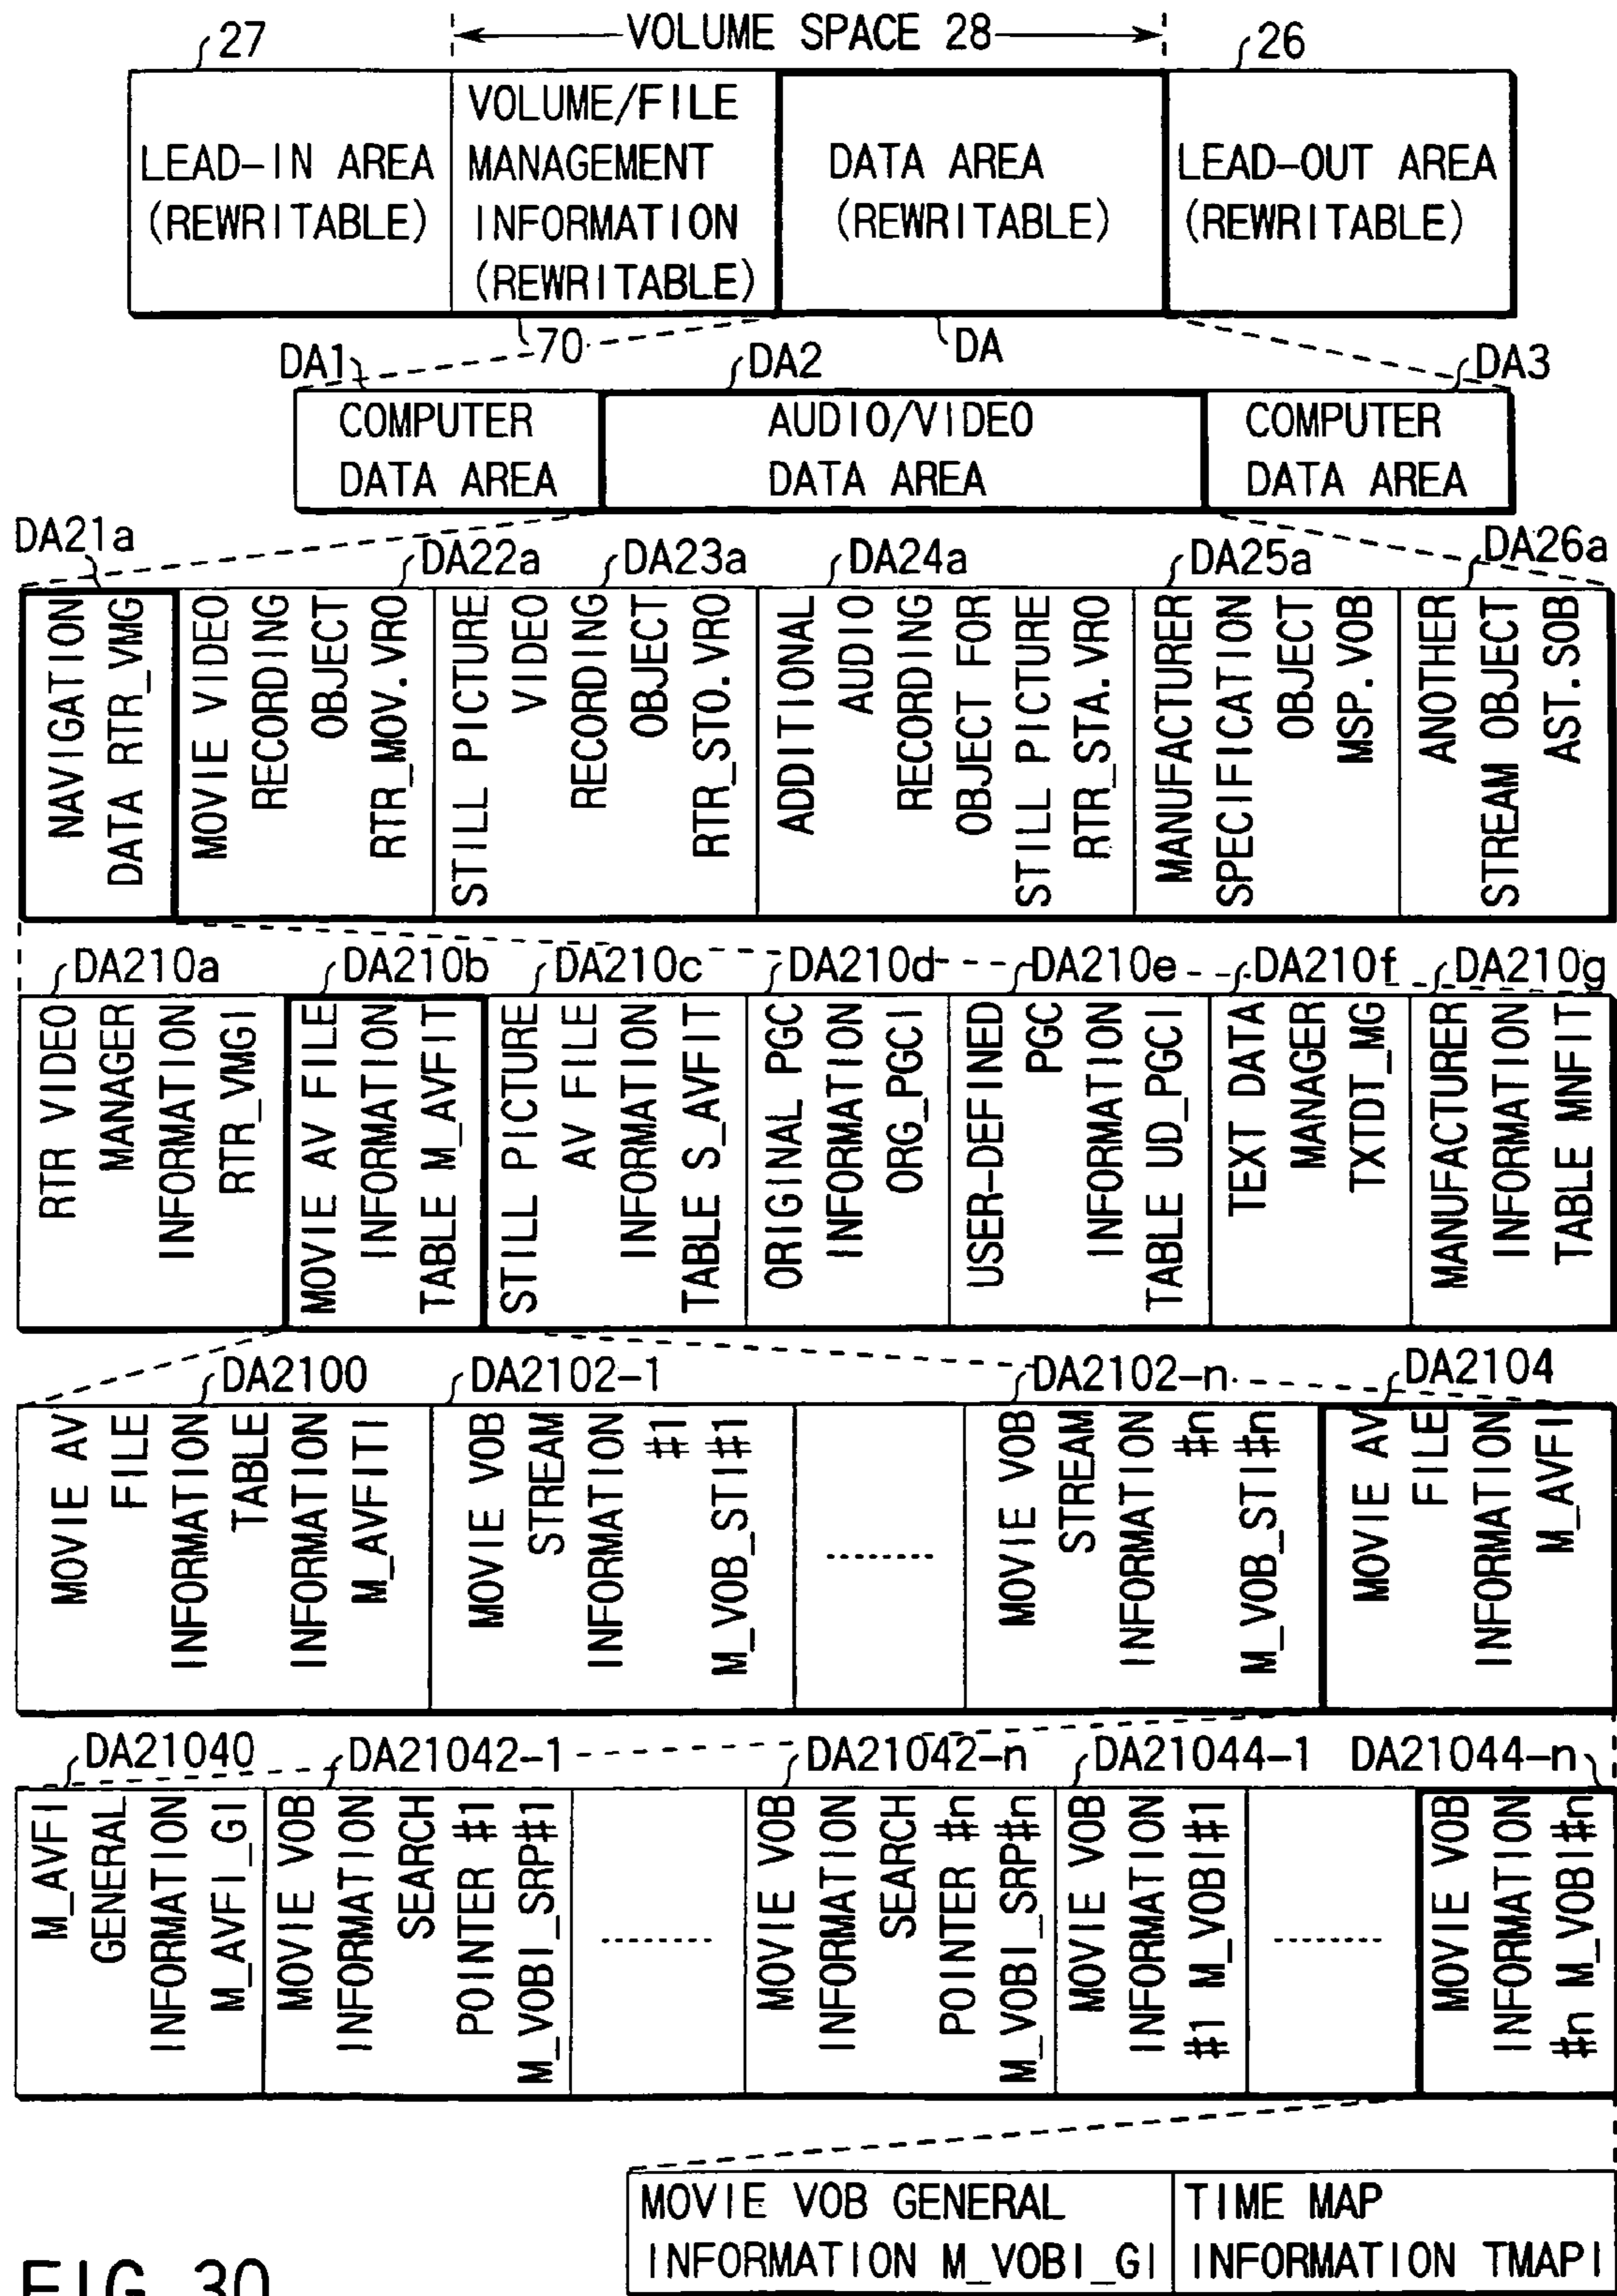 27
VOLUME SPACE 28
26
LEAD-IN AREA
(REWRITABLE)
VOLUME/FILE
MANAGEMENT
INFORMATION
(REWRITABLE)
DATA AREA
(REWRITABLE)
LEAD-OUT AREA
(REWRITABLE)
70
DA
DA1
DA2
DA3
COMPUTER
DATA AREA
AUDIO/VIDEO
DATA AREA
COMPUTER
DATA AREA
DA21a
DA22a
DA23a
DA24a
DA25a
DA26a
NAVIGATION
DATA RTR_VMG
MOVIE VIDEO
RECORDING
OBJECT
RTR_MOV.VRO
STILL PICTURE
VIDEO
RECORDING
OBJECT
RTR_STO.VRO
ADDITIONAL
AUDIO
RECORDING
OBJECT FOR
STILL PICTURE
RTR_STA.VRO
MANUFACTURER
SPECIFICATION
OBJECT
MSP.VOB
ANOTHER
STREAM OBJECT
AST.SOB
DA210a
DA210b
DA210c
DA210d
DA210e
DA210f
DA210g
RTR VIDEO
MANAGER
INFORMATION
RTR_VMGI
MOVIE AV FILE
INFORMATION
TABLE M_AVFIT
STILL PICTURE
AV FILE
INFORMATION
TABLE S_AVFIT
ORIGINAL PGC
INFORMATION
ORG_PGCI
USER-DEFINED
PGC
INFORMATION
TABLE UD_PGCI
TEXT DATA
MANAGER
TXTDT_MG
MANUFACTURER
INFORMATION
TABLE MNFIT
DA2100
DA2102-1
DA2102-n
DA2104
MOVIE AV
FILE
INFORMATION
TABLE
INFORMATION
M_AVFITI
MOVIE VOB
STREAM
INFORMATION
#1
M_VOB_STI#1
.........
MOVIE VOB
STREAM
INFORMATION
#n
M_VOB_STI#n
MOVIE AV
FILE
INFORMATION
M_AVFI
DA21040
DA21042-1
DA21042-n
DA21044-1
DA21044-n
M_AVFI
GENERAL
INFORMATION
M_AVFI_GI
MOVIE VOB
INFORMATION
SEARCH
POINTER #1
M_VOBI_SRP#1
.........
MOVIE VOB
INFORMATION
SEARCH
POINTER #n
M_VOBI_SRP#n
MOVIE VOB
INFORMATION
#1 M_VOBI#1
.........
MOVIE VOB
INFORMATION
#n M_VOBI#n
MOVIE VOB GENERAL
INFORMATION M_VOBI_GI
TIME MAP
INFORMATION TMAPI
FIG. 30